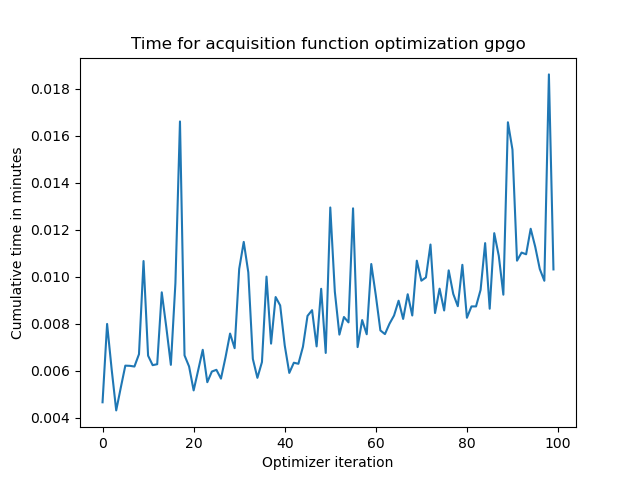 Time for acquisition function optimization gpgo
0.018
0.016
0.014
0.012
0.010
0.008
0.006
0.004
Cumulative time in minutes
0 20 40 60 80 100
Optimizer iteration